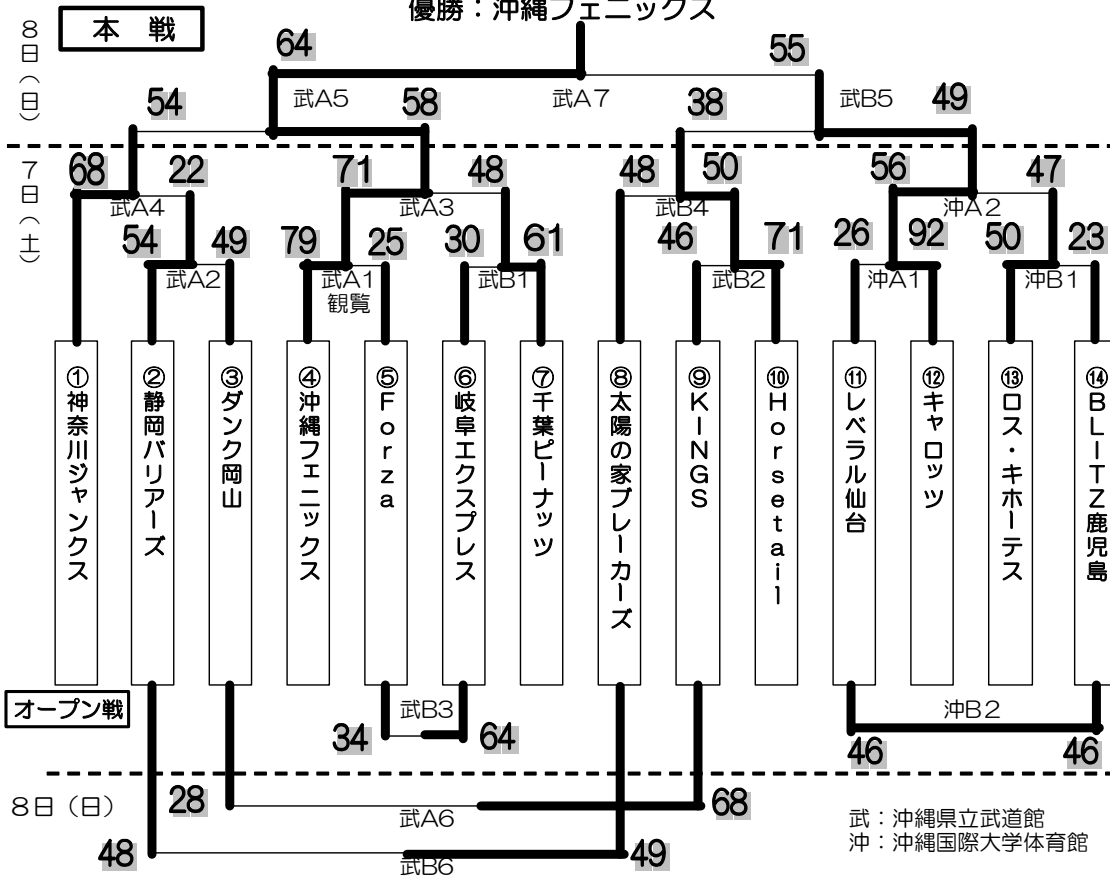 優勝：沖縄フェニックス
本 戦
8日（日）
64
55
54
武A5
58
武A7
38
武B5
49
7日（土）
68
22
71
48
48
50
56
47
武A4
武A3
武B4
沖A2
54
49
79
25
30
61
46
71
26
92
50
23
武A2
武A1
観覧
武B1
武B2
沖A1
沖B1
①神奈川ジャンクス
②静岡バリアーズ
③ダンク岡山
④沖縄フェニックス
⑤Forza
⑥岐阜エクスプレス
⑦千葉ピーナッツ
⑧太陽の家ブレーカーズ
⑨KINGS
⑩Horsetail
⑪レベラル仙台
⑫キャロッツ
⑬ロス・キホーテス
⑭BLITZ鹿児島
オープン戦
武B3
沖B2
34
64
46
46
8日（日）
28
武A6
68
48
武B6
49
武：沖縄県立武道館
沖：沖縄国際大学体育館